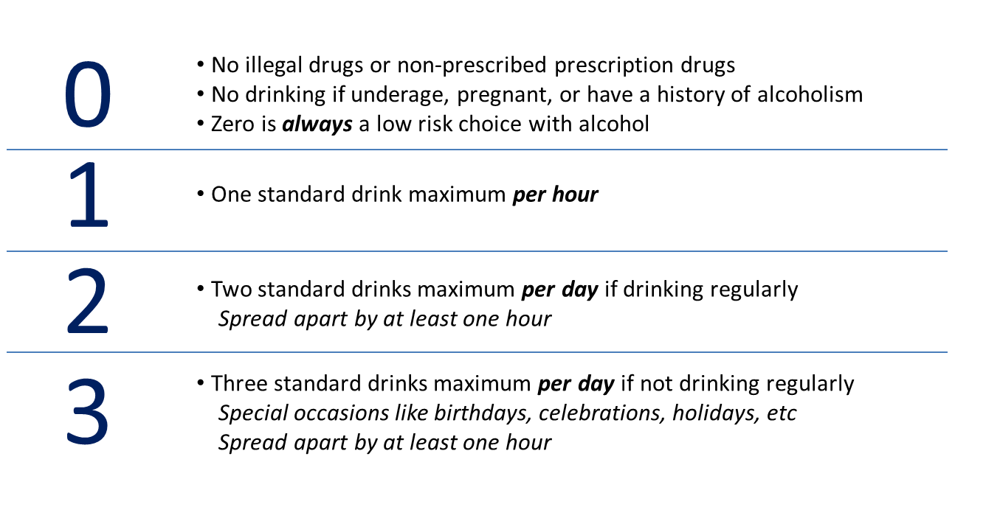 0
• No illegal drugs or non-prescribed prescription drugs
• No drinking if underage, pregnant, or have a history of alcoholism
• Zero is always a low risk choice with alcohol
1
• One standard drink maximum per hour
2
• Two standard drinks maximum per day if drinking regularly
Spread apart by at least one hour
3
• Three standard drinks maximum per day if not drinking regularly
Special occasions like birthdays, celebrations, holidays, etc
Spread apart by at least one hour